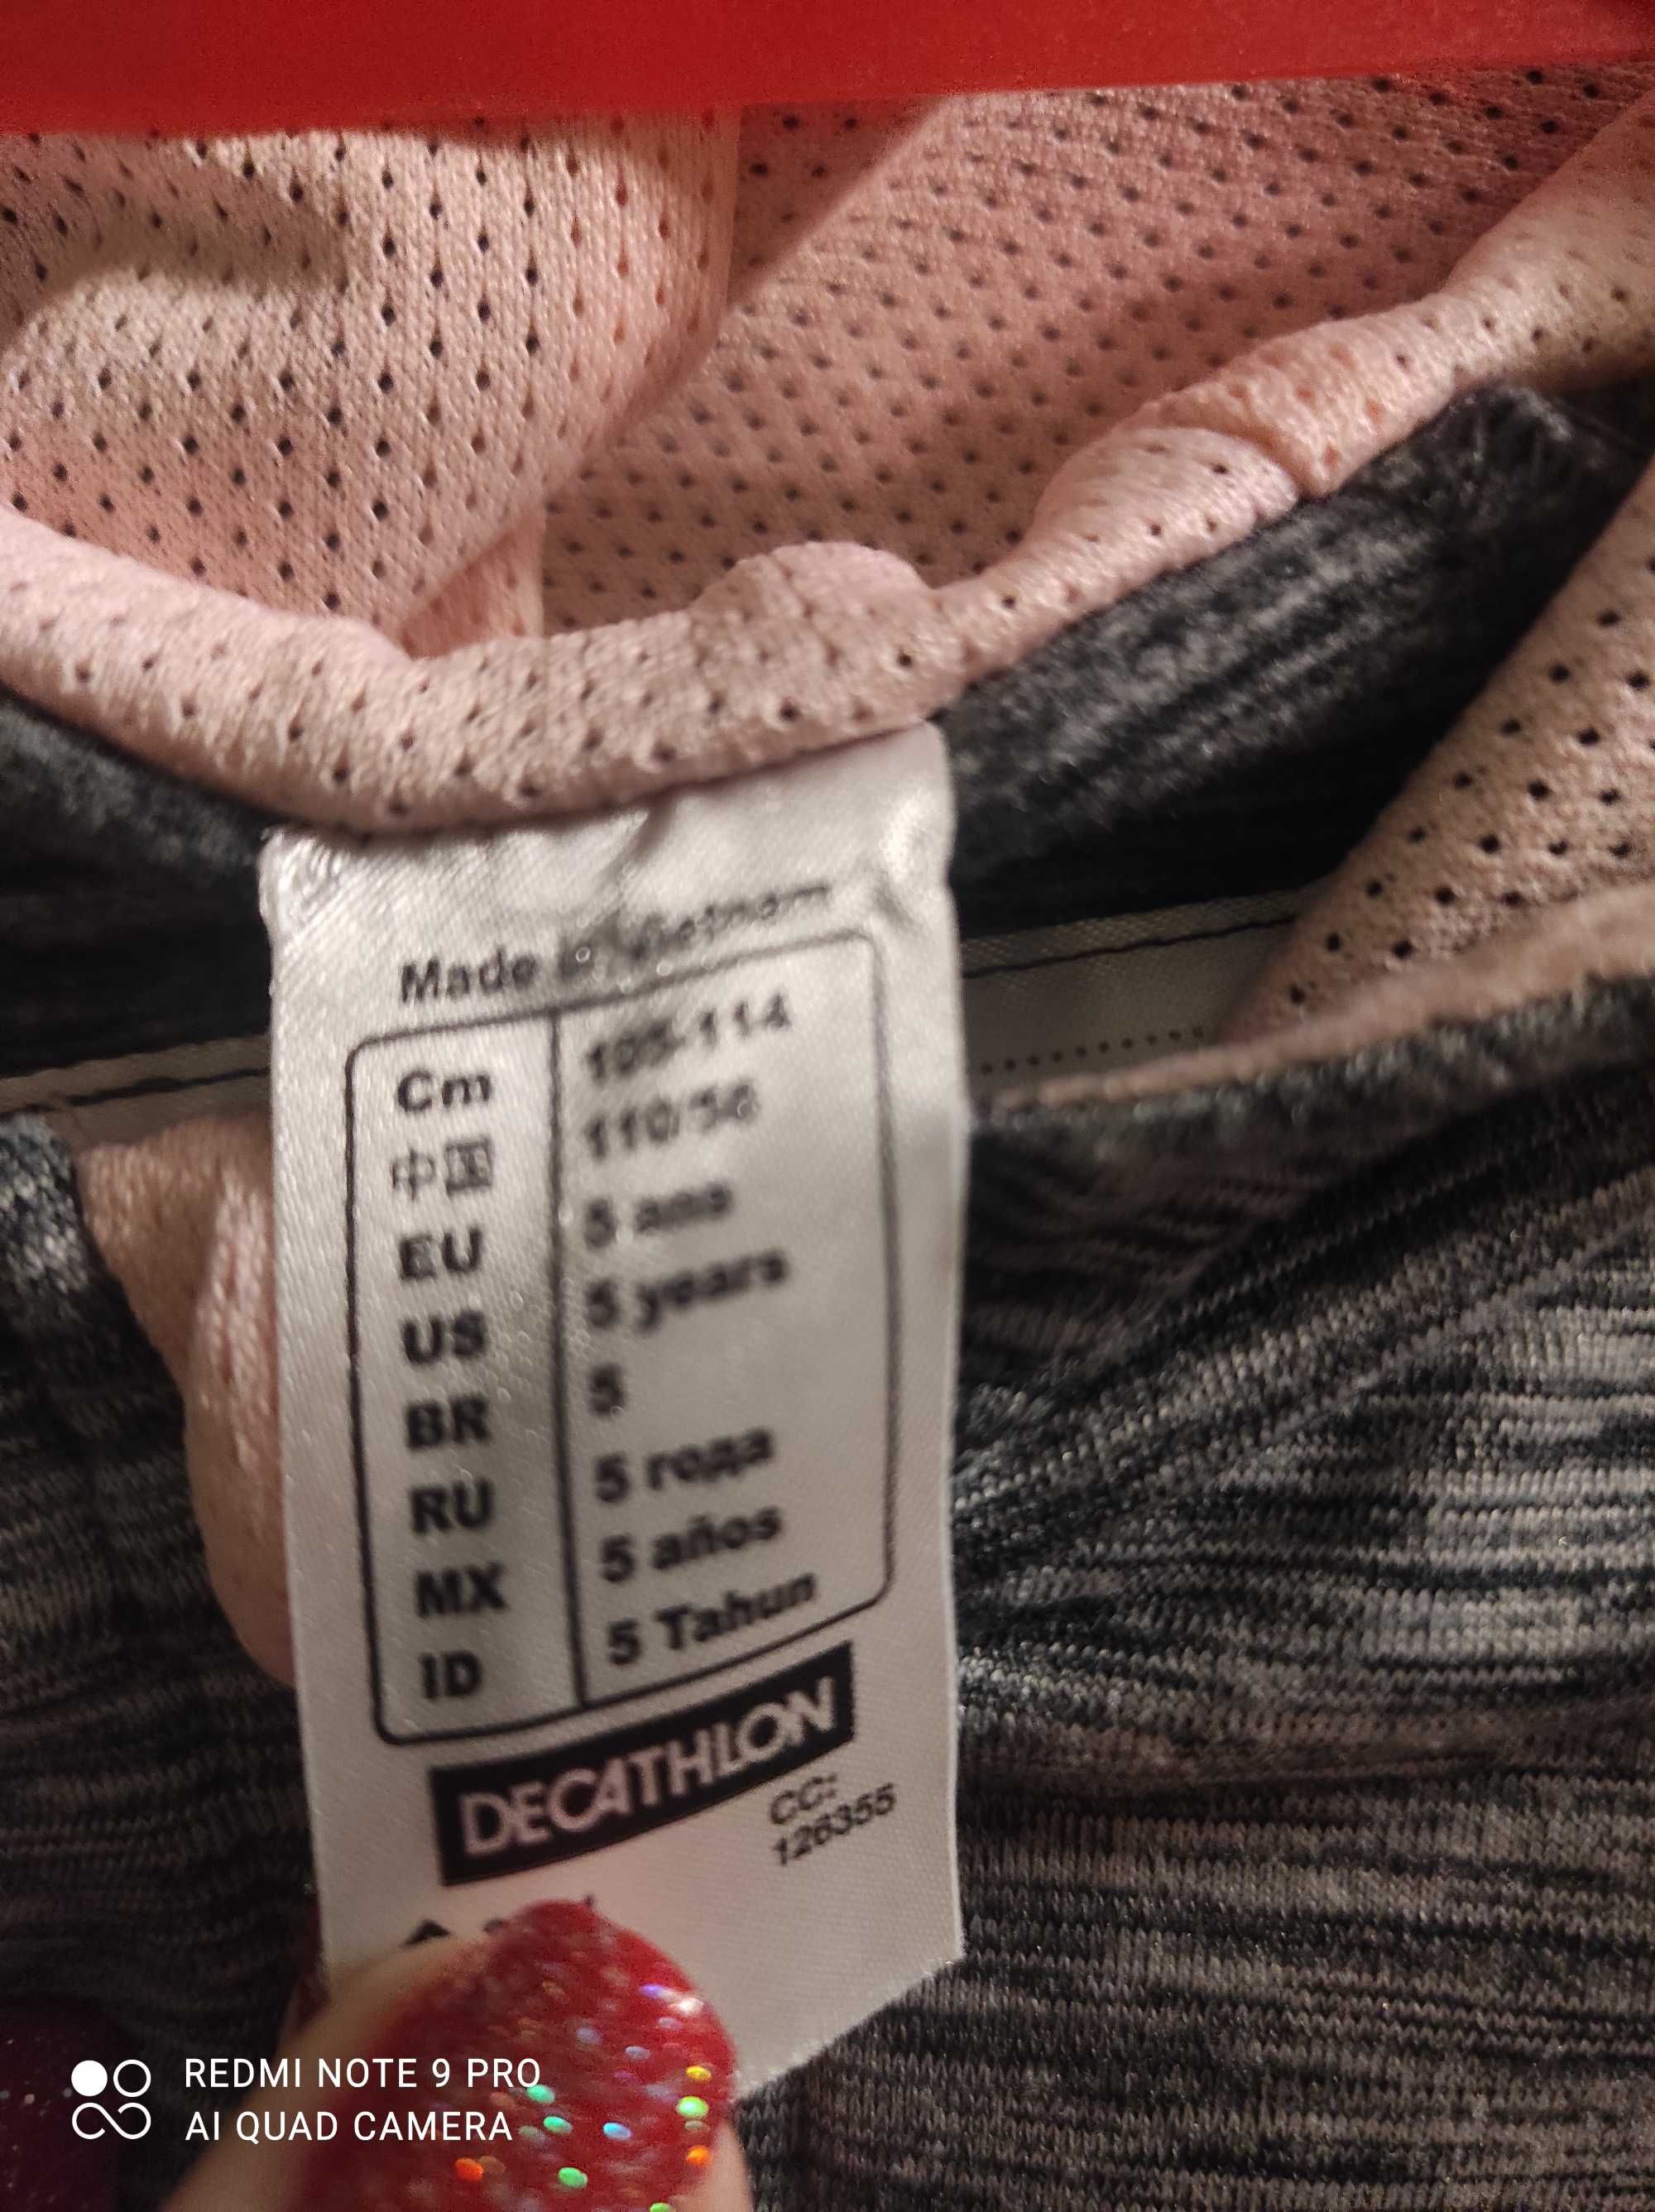 Made in Vietnam
Cm 105-114
中国 110/56
EU 5 ans
US 5 years
BR 5
RU 5 года
MX 5 años
ID 5 Tahun
DECATHLON
CC:
126355
REDMI NOTE 9 PRO
AI QUAD CAMERA